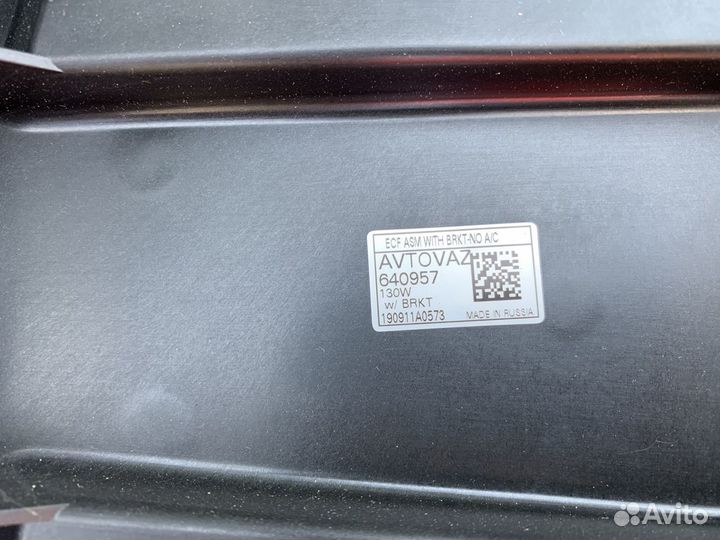 ECF ASM WITH BRKT-NO A/C
AVTOVAZ
640957
130W
w/ BRKT
190911A0573 MADE IN RUSSIA
Avito